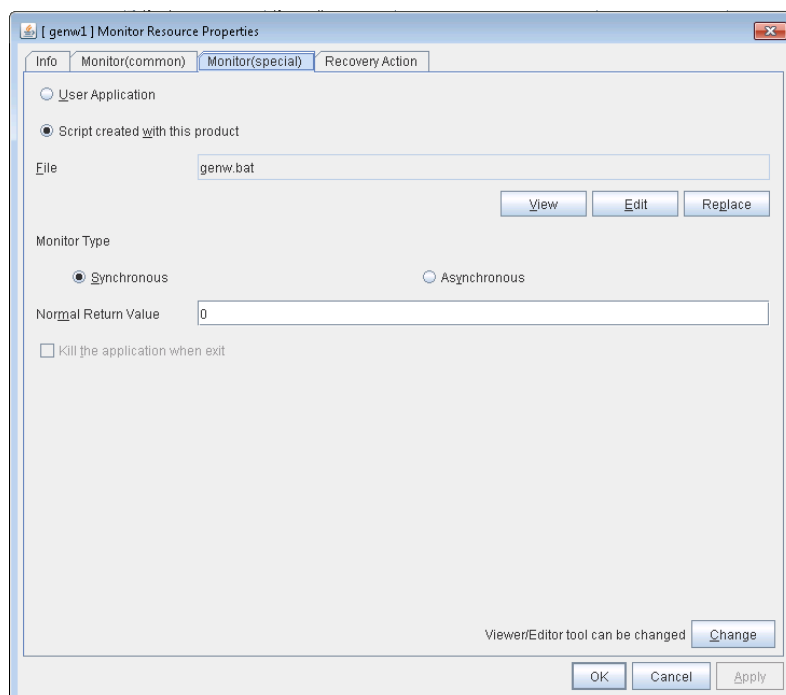 [ genw1 ] Monitor Resource Properties
Info Monitor(common) Monitor(special) Recovery Action
User Application
Script created with this product
File genw.bat
View Edit Replace
Monitor Type
Synchronous Asynchronous
Normal Return Value 0
Kill the application when exit
Viewer/Editor tool can be changed Change
OK Cancel Apply